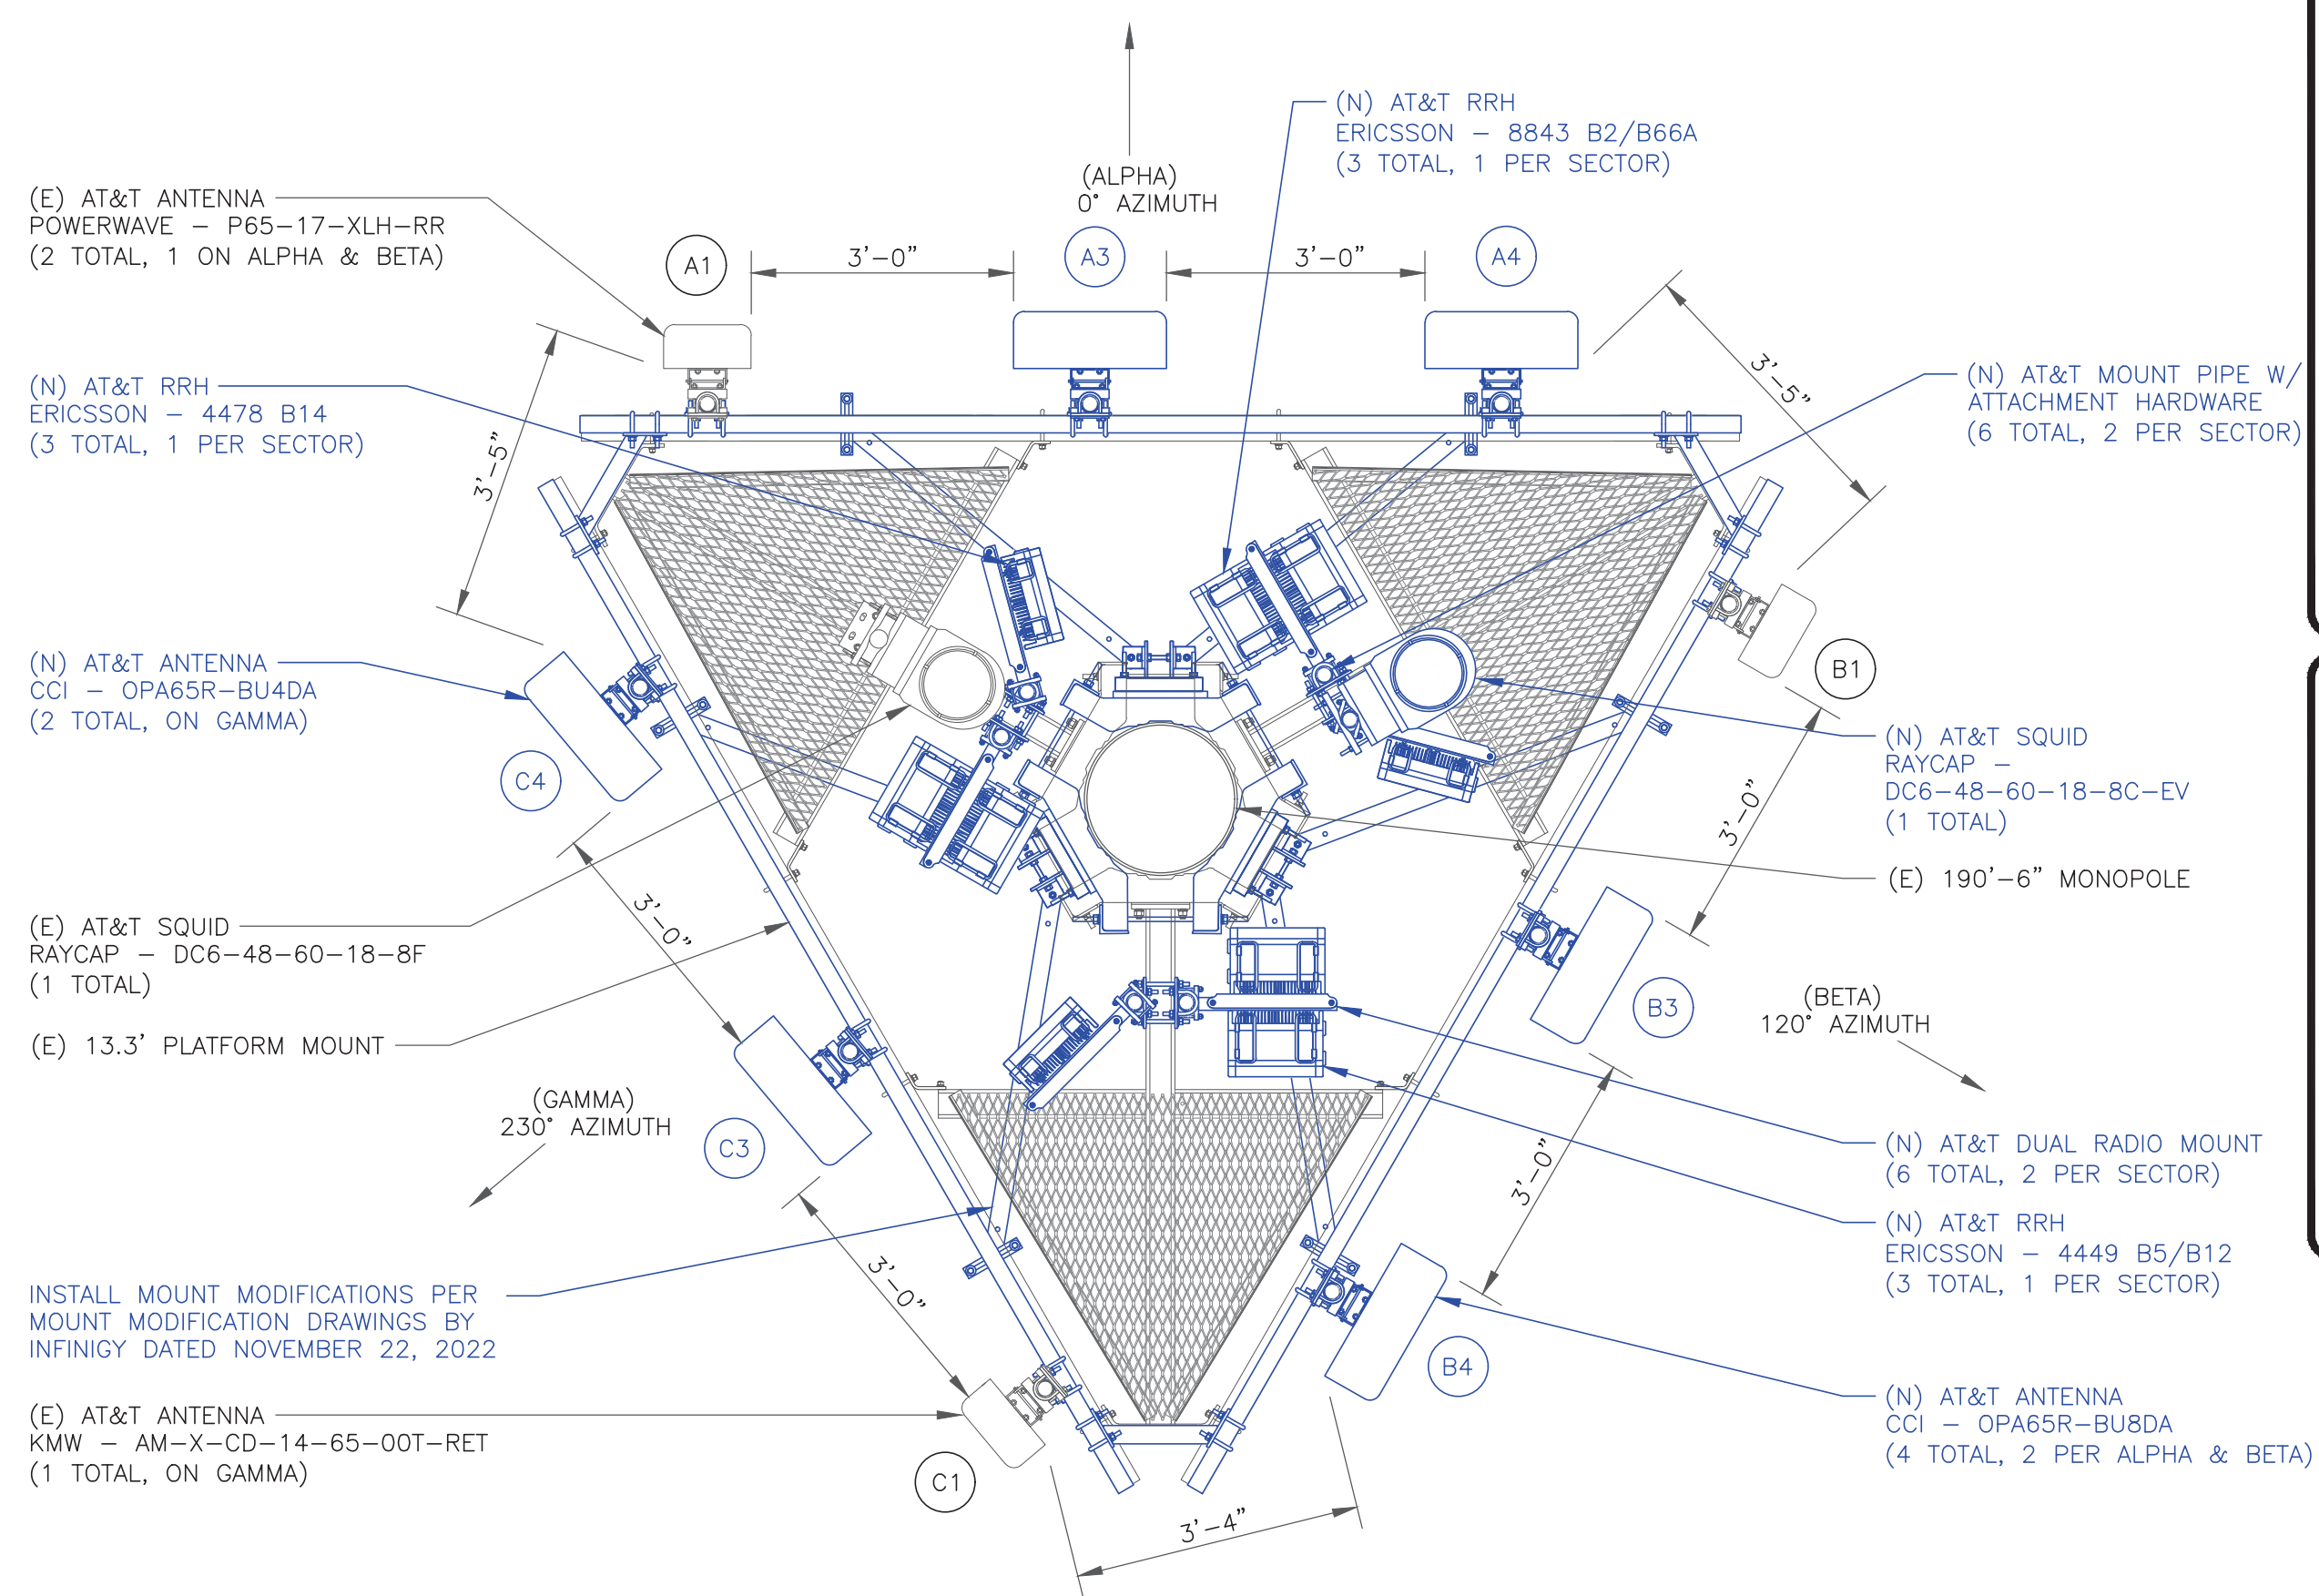 (N) AT&T RRH
ERICSSON – 8843 B2/B66A
(3 TOTAL, 1 PER SECTOR)
(ALPHA)
0° AZIMUTH
(E) AT&T ANTENNA
POWERWAVE – P65–17–XLH–RR
(2 TOTAL, 1 ON ALPHA & BETA)
A1
3'–0"
A3
3'–0"
A4
3'–5"
(N) AT&T MOUNT PIPE W/
ATTACHMENT HARDWARE
(6 TOTAL, 2 PER SECTOR)
(N) AT&T RRH
ERICSSON – 4478 B14
(3 TOTAL, 1 PER SECTOR)
3'–5"
(N) AT&T ANTENNA
CCI – OPA65R–BU4DA
(2 TOTAL, ON GAMMA)
C4
B1
(N) AT&T SQUID
RAYCAP –
DC6–48–60–18–8C–EV
(1 TOTAL)
3'–0"
(E) 190'–6" MONOPOLE
(E) AT&T SQUID
RAYCAP – DC6–48–60–18–8F
(1 TOTAL)
3'–0"
B3
(BETA)
120° AZIMUTH
(E) 13.3' PLATFORM MOUNT
(GAMMA)
230° AZIMUTH
C3
3'–0"
(N) AT&T DUAL RADIO MOUNT
(6 TOTAL, 2 PER SECTOR)
(N) AT&T RRH
ERICSSON – 4449 B5/B12
(3 TOTAL, 1 PER SECTOR)
INSTALL MOUNT MODIFICATIONS PER
MOUNT MODIFICATION DRAWINGS BY
INFINIGY DATED NOVEMBER 22, 2022
3'–0"
B4
(N) AT&T ANTENNA
CCI – OPA65R–BU8DA
(4 TOTAL, 2 PER ALPHA & BETA)
(E) AT&T ANTENNA
KMW – AM–X–CD–14–65–00T–RET
(1 TOTAL, ON GAMMA)
C1
3'–4"